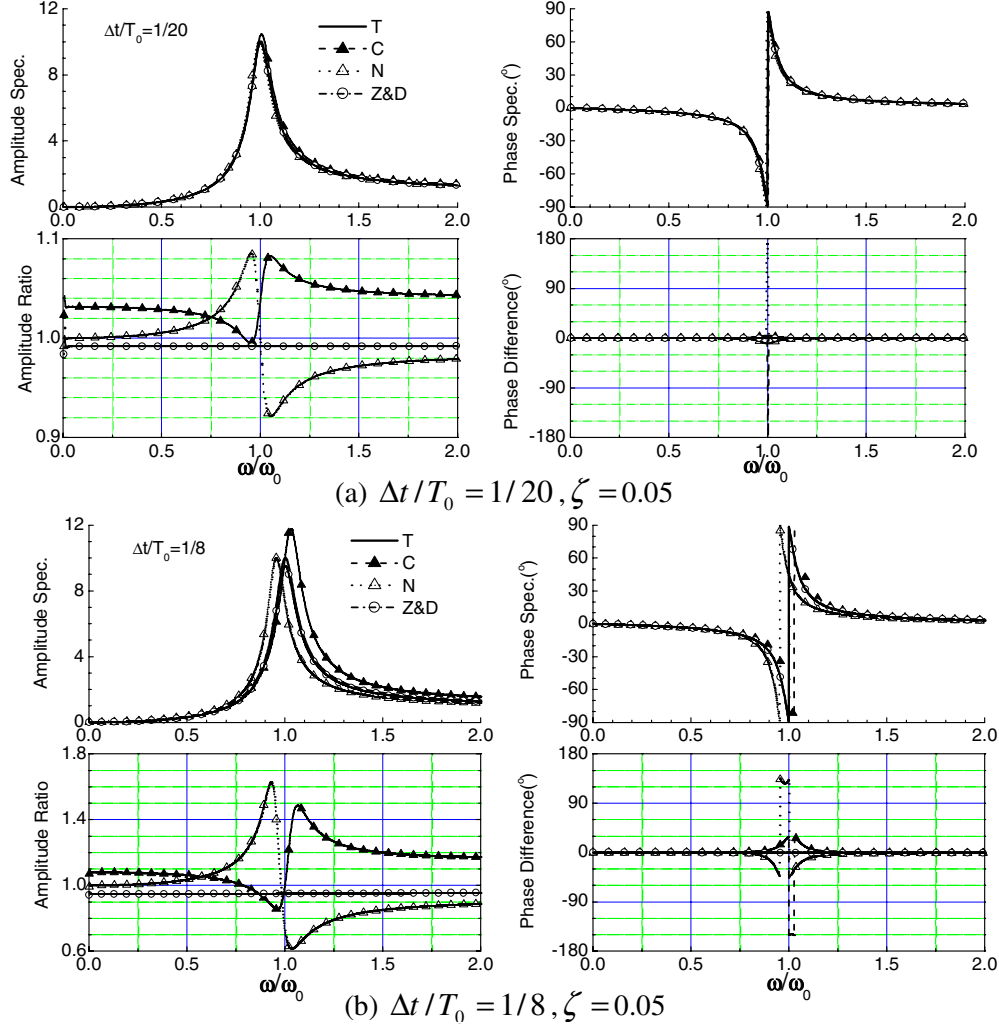 Amplitude Spec.
12
8
4
0
Δt/T₀=1/20
T
C
N
Z&D
0.0 0.5 1.0 1.5 2.0
Phase Spec.(°)
90
60
30
0
-30
-60
-90
0.0 0.5 1.0 1.5 2.0
Amplitude Ratio
1.1
1.0
0.9
0.0 0.5 1.0 1.5 2.0
ω/ω₀
Phase Difference(°)
180
90
0
-90
-180
0.0 0.5 1.0 1.5 2.0
ω/ω₀
(a) Δt / T₀ = 1/ 20 , ζ = 0.05
Amplitude Spec.
12
8
4
0
Δt/T₀=1/8
T
C
N
Z&D
0.0 0.5 1.0 1.5 2.0
Phase Spec.(°)
90
60
30
0
-30
-60
-90
0.0 0.5 1.0 1.5 2.0
Amplitude Ratio
1.8
1.4
1.0
0.6
0.0 0.5 1.0 1.5 2.0
ω/ω₀
Phase Difference(°)
180
90
0
-90
-180
0.0 0.5 1.0 1.5 2.0
ω/ω₀
(b) Δt / T₀ = 1/ 8 , ζ = 0.05